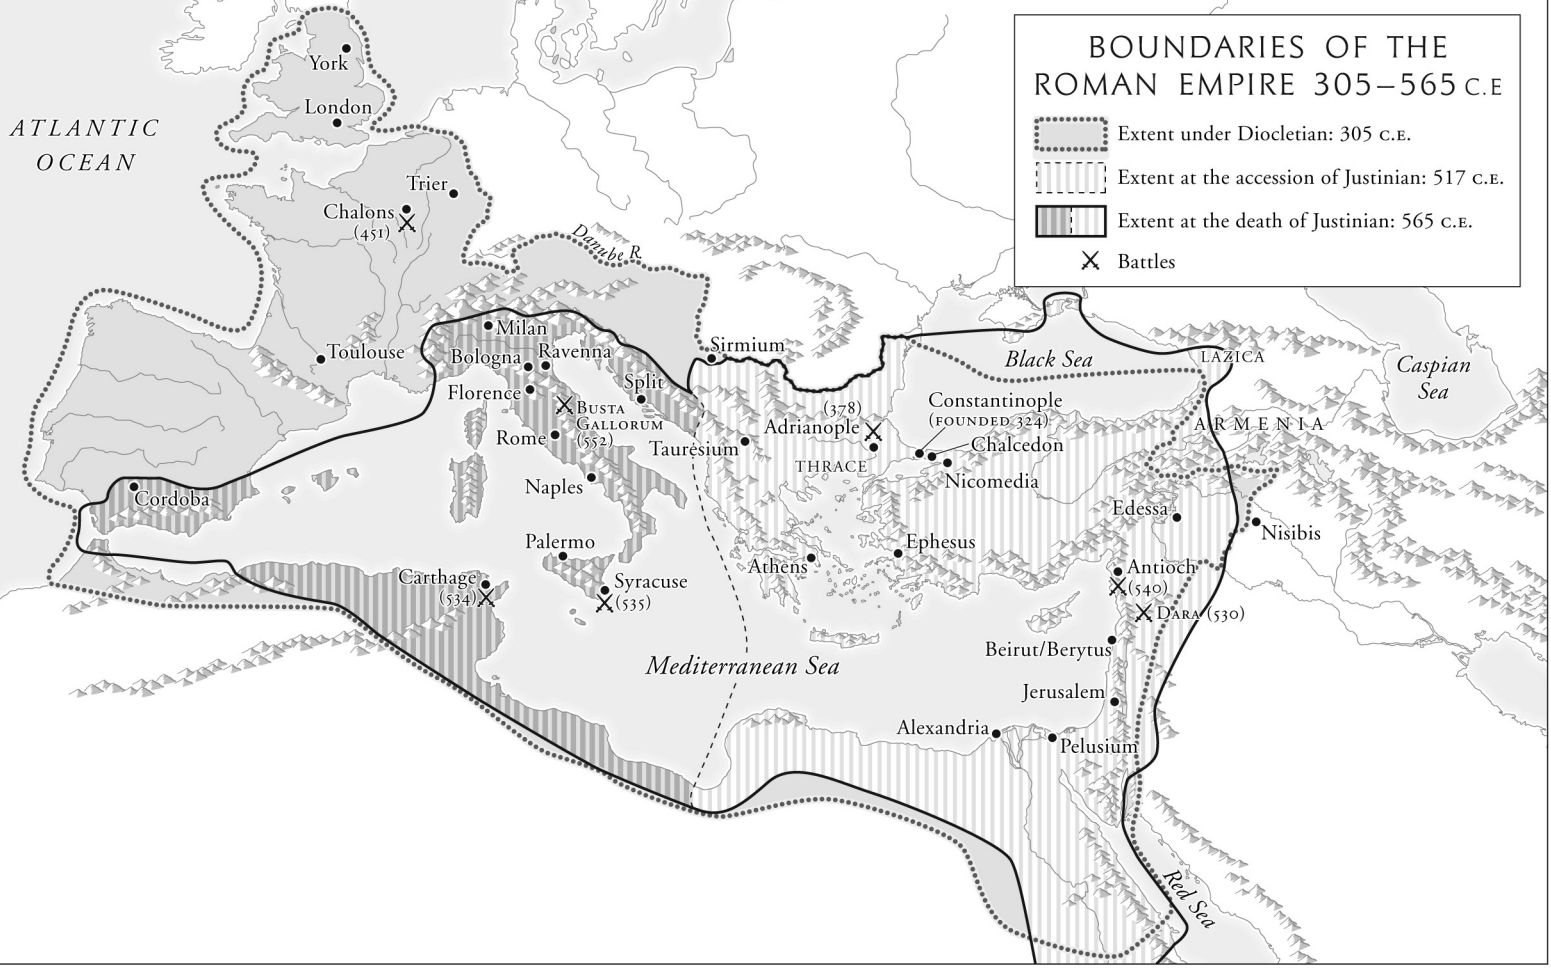 BOUNDARIES OF THE
ROMAN EMPIRE 305–565 C.E
Extent under Diocletian: 305 C.E.
Extent at the accession of Justinian: 517 C.E.
Extent at the death of Justinian: 565 C.E.
Battles
York
London
ATLANTIC
OCEAN
Trier
Chalons
(451)
Danube R.
Toulouse
Milan
Bologna
Ravenna
Florence
Split
Sirmium
Black Sea
LAZICA
Caspian
Sea
BUSTA
GALLORUM
(552)
Rome
Tauresium
(378)
Adrianople
THRACE
Constantinople
(FOUNDED 324)
Chalcedon
Nicomedia
ARMENIA
Cordoba
Naples
Edessa
Nisibis
Palermo
Athens
Ephesus
Carthage
(534)
Syracuse
(535)
Antioch
(540)
DARA (530)
Mediterranean Sea
Beirut/Berytus
Jerusalem
Alexandria
Pelusium
Red Sea